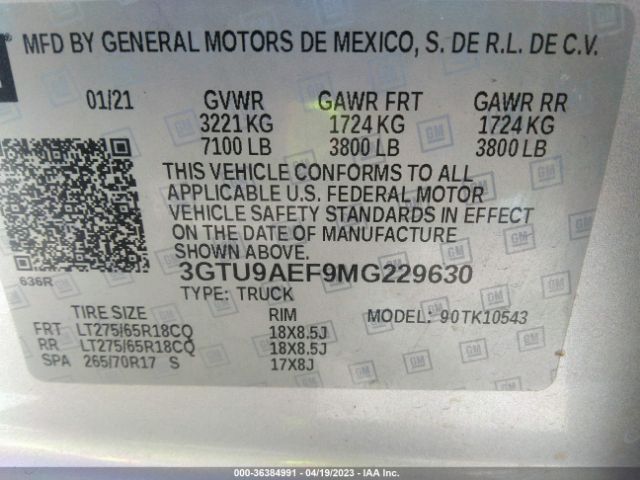 MFD BY GENERAL MOTORS DE MEXICO, S. DE R.L. DE C.V.
01/21 GVWR GAWR FRT GAWR RR
3221 KG 1724 KG 1724 KG
7100 LB 3800 LB 3800 LB
THIS VEHICLE CONFORMS TO ALL
APPLICABLE U.S. FEDERAL MOTOR
VEHICLE SAFETY STANDARDS IN EFFECT
ON THE DATE OF MANUFACTURE
SHOWN ABOVE.
3GTU9AEF9MG229630
636R
TYPE: TRUCK
TIRE SIZE RIM MODEL: 90TK10543
FRT LT275/65R18CQ 18X8.5J
RR LT275/65R18CQ 18X8.5J
SPA 265/70R17 S 17X8J
000-36384991 - 04/19/2023 - IAAI, Inc.